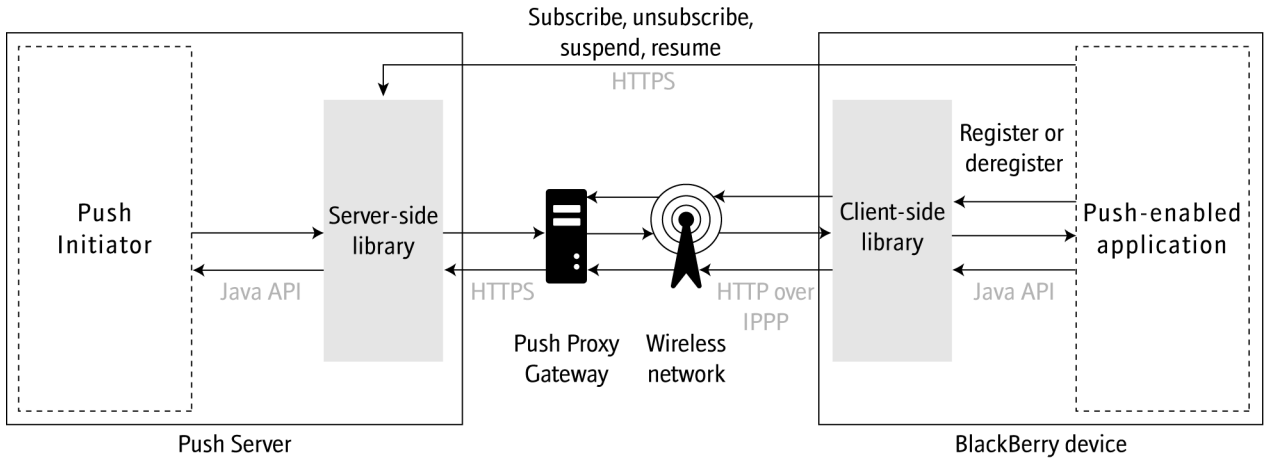 Subscribe, unsubscribe,
suspend, resume
HTTPS
Register or
deregister
Push
Initiator
Server-side
library
Client-side
library
Push-enabled
application
Java API
HTTPS
HTTP over
IPPP
Java API
Push Proxy
Gateway
Wireless
network
Push Server
BlackBerry device